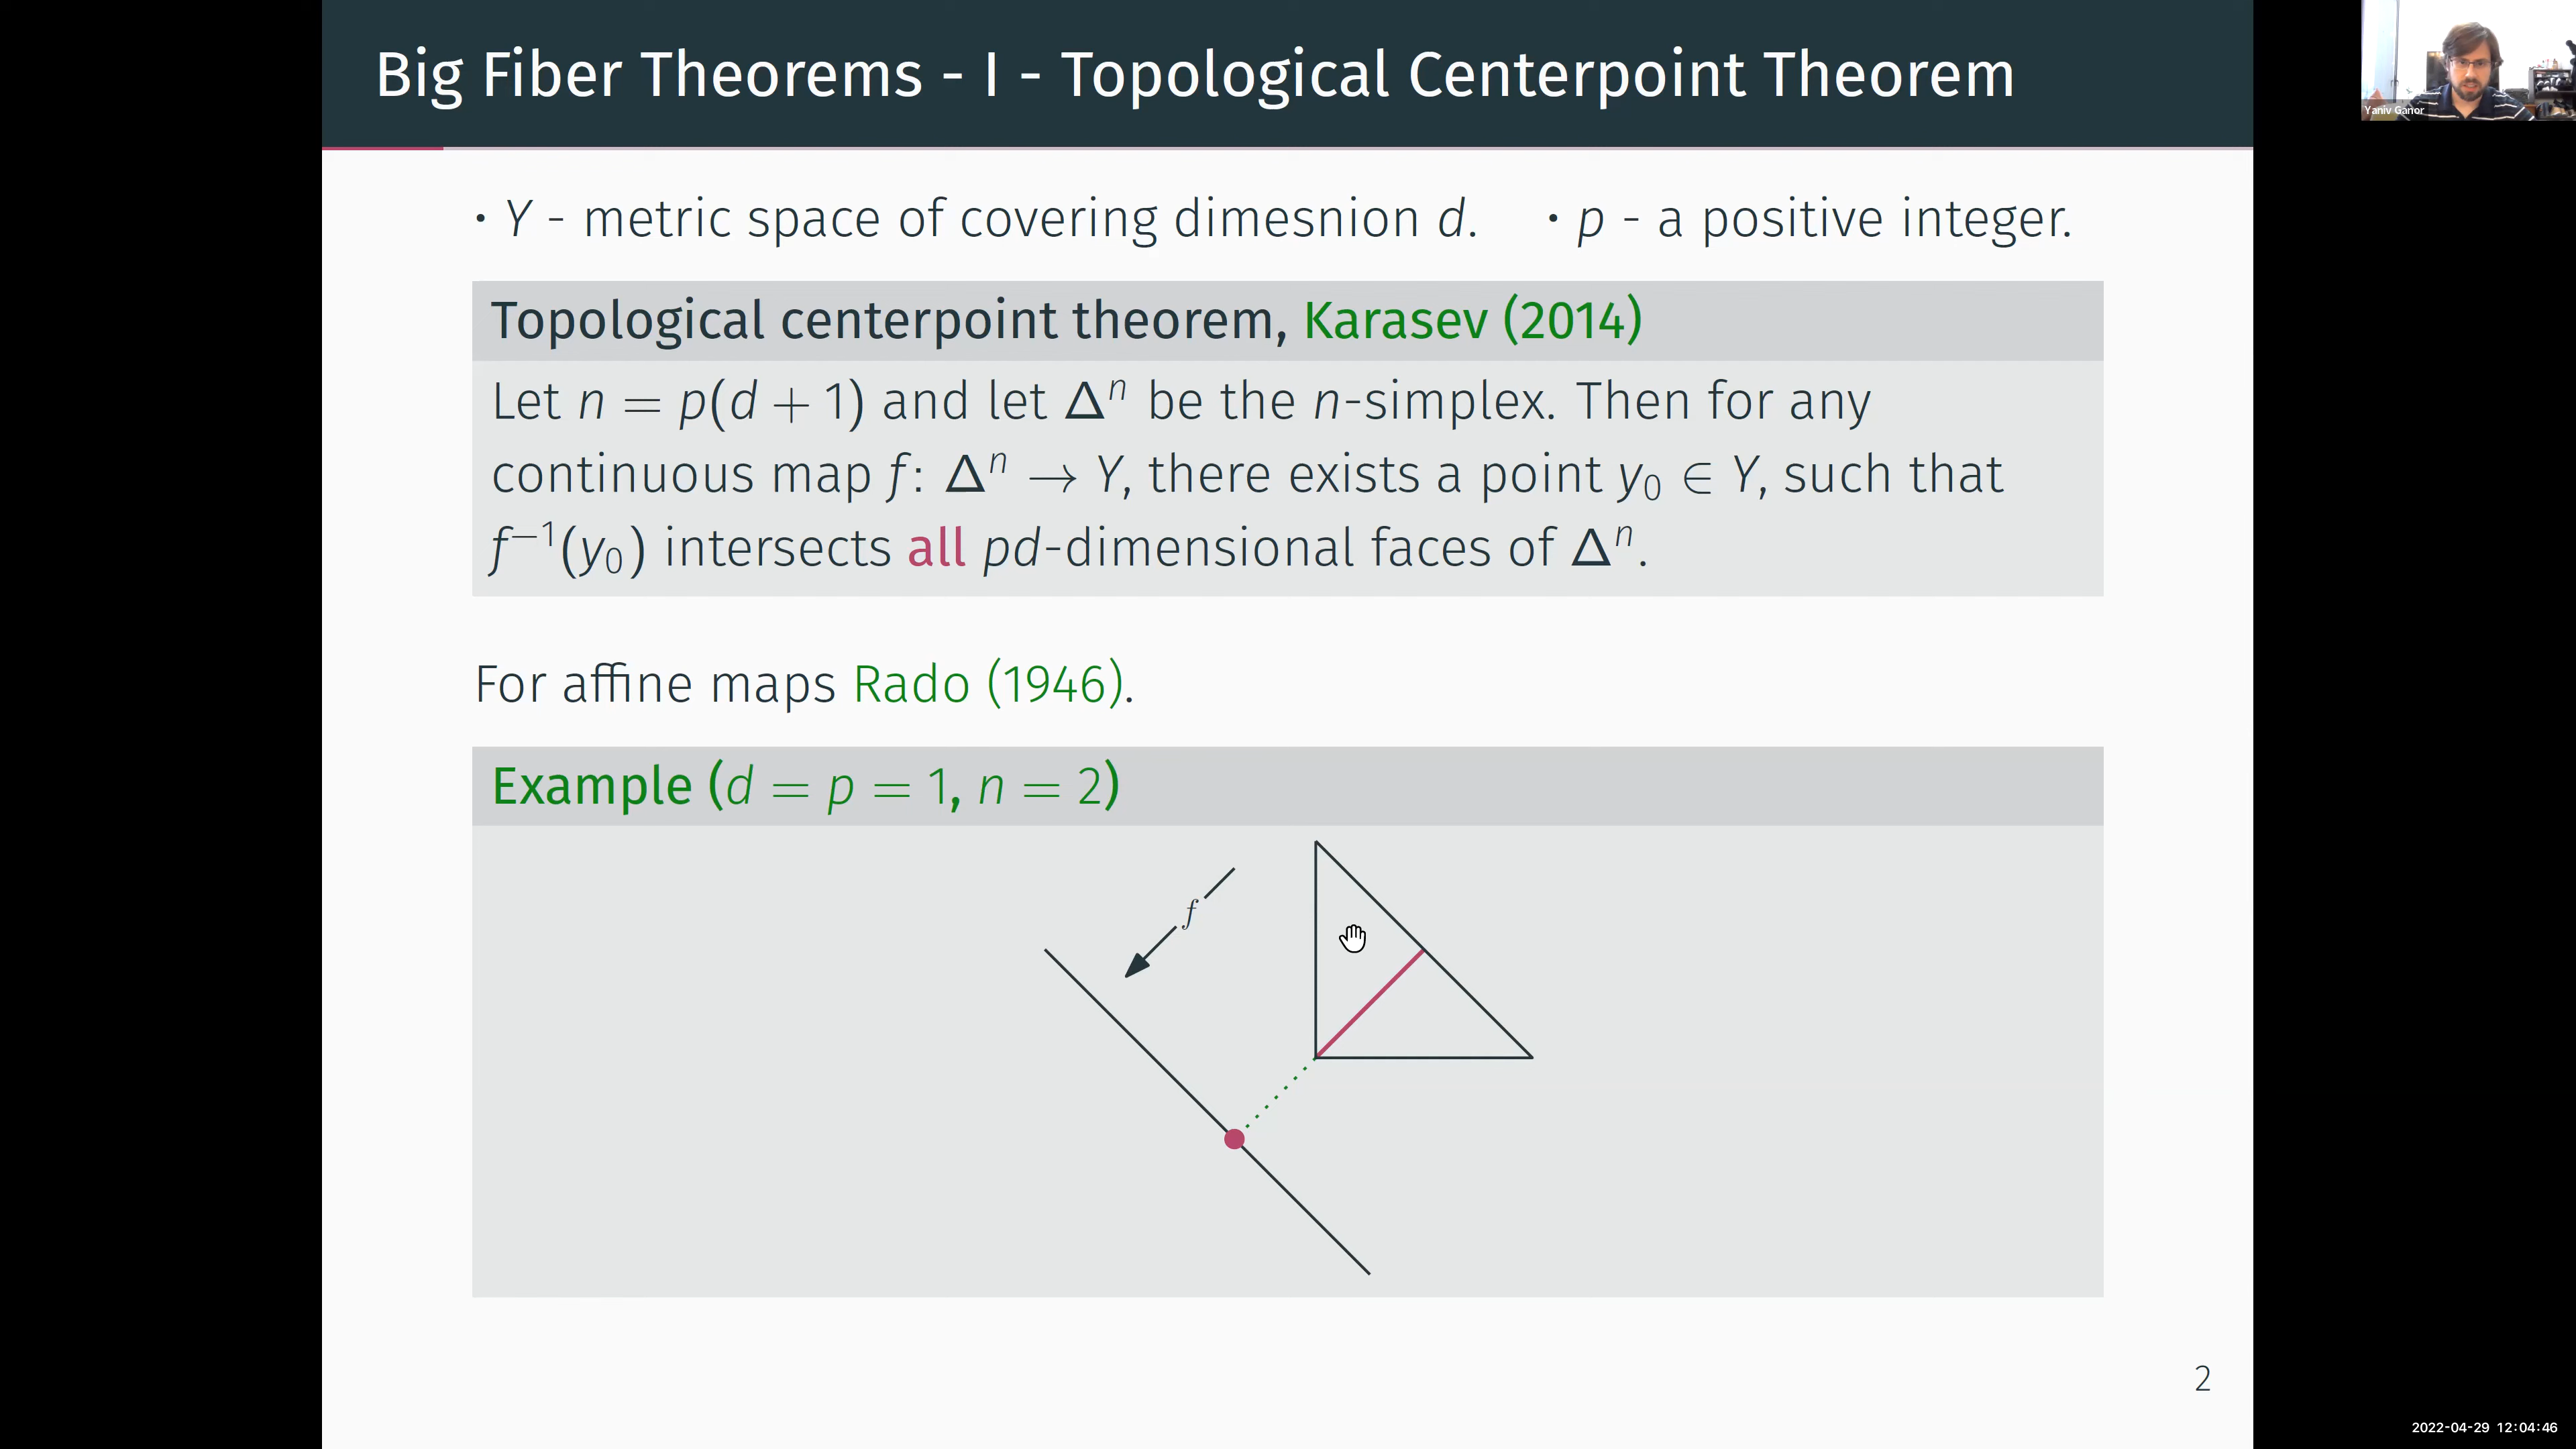 Big Fiber Theorems - I - Topological Centerpoint Theorem
Yaniv Ganor
• Y - metric space of covering dimesnion d. • p - a positive integer.
Topological centerpoint theorem, Karasev (2014)
Let n = p(d + 1) and let Δⁿ be the n-simplex. Then for any
continuous map f: Δⁿ → Y, there exists a point y₀ ∈ Y, such that
f⁻¹(y₀) intersects all pd-dimensional faces of Δⁿ.
For affine maps Rado (1946).
Example (d = p = 1, n = 2)
f
2
2022-04-29 12:04:46